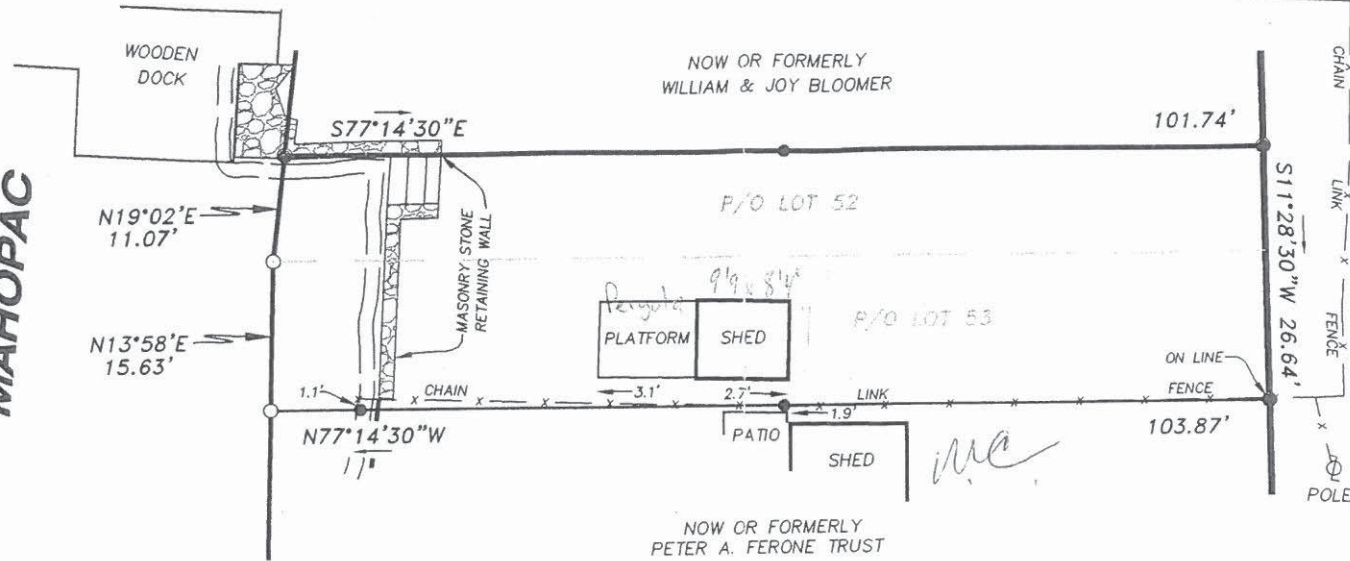 WOODEN
DOCK
NOW OR FORMERLY
WILLIAM & JOY BLOOMER
CHAIN
LINK
FENCE
S77°14'30"E
101.74'
MAHOPAC
N19°02'E
11.07'
P/O LOT 52
S11°28'30"W 26.64'
MASONRY STONE
RETAINING WALL
Pergula
PLATFORM
SHED
P/O LOT 53
N13°58'E
15.63'
ON LINE
1.1'
CHAIN
3.1'
2.7'
LINK
FENCE
1.9'
N77°14'30"W
103.87'
PATIO
SHED
POLE
NOW OR FORMERLY
PETER A. FERONE TRUST